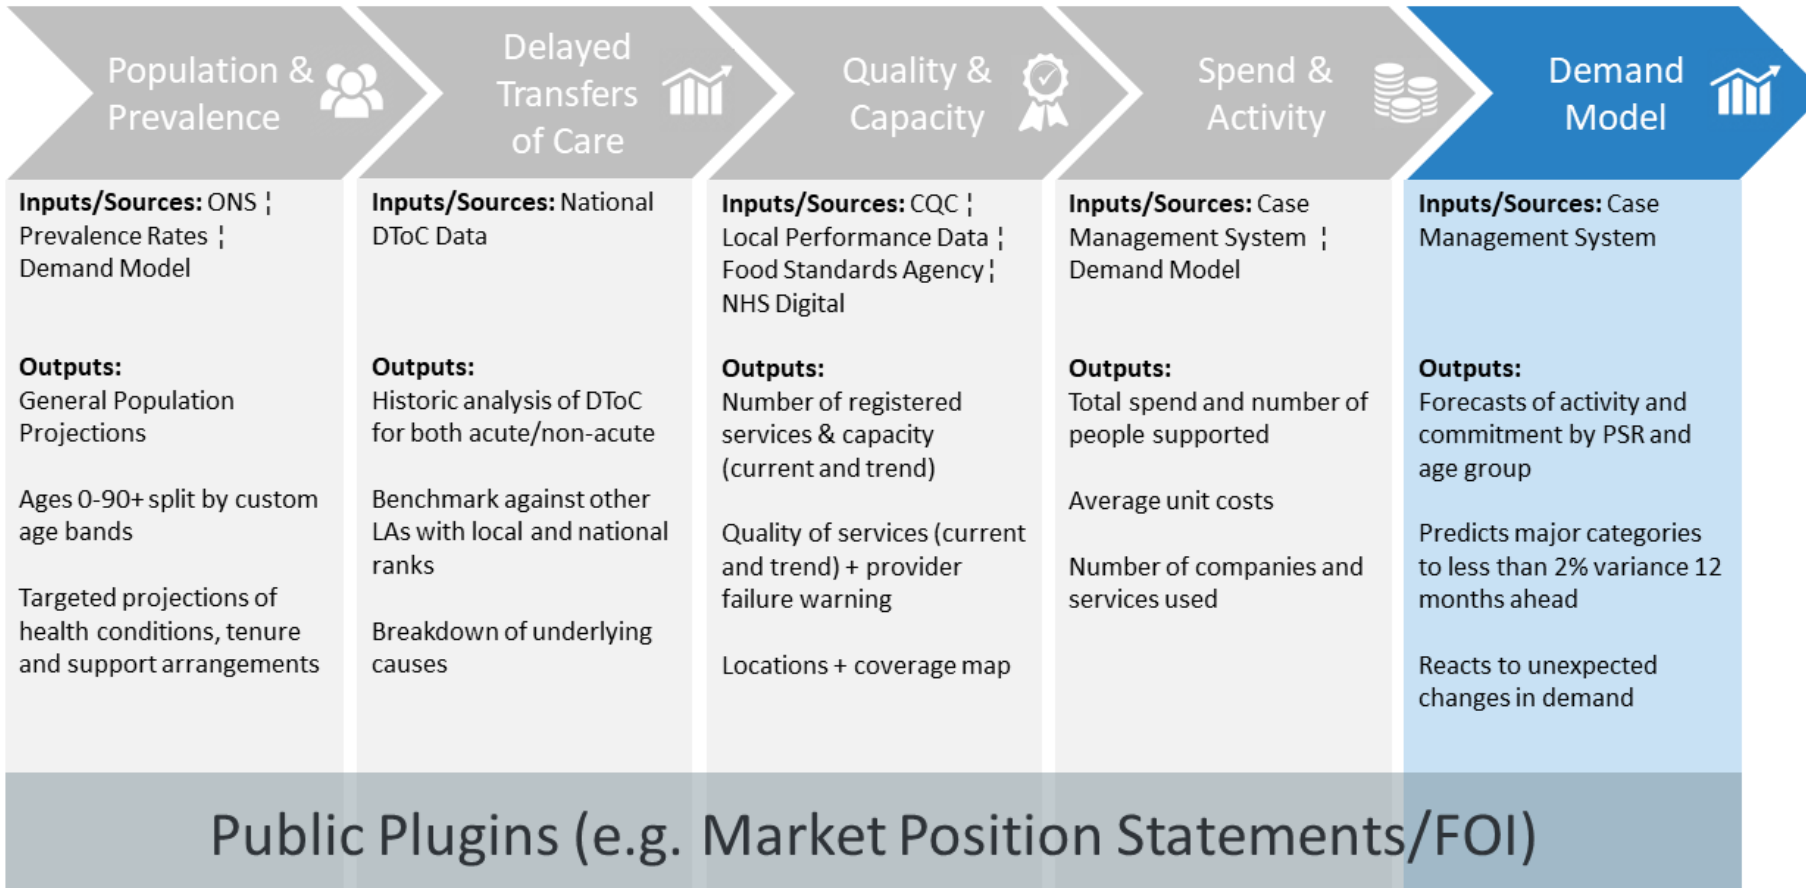 Population &
Prevalence
Delayed
Transfers
of Care
Quality &
Capacity
Spend &
Activity
Demand
Model
Inputs/Sources: ONS ¦
Prevalence Rates ¦
Demand Model
Outputs:
General Population
Projections
Ages 0-90+ split by custom
age bands
Targeted projections of
health conditions, tenure
and support arrangements
Inputs/Sources: National
DToC Data
Outputs:
Historic analysis of DToC
for both acute/non-acute
Benchmark against other
LAs with local and national
ranks
Breakdown of underlying
causes
Inputs/Sources: CQC ¦
Local Performance Data ¦
Food Standards Agency ¦
NHS Digital
Outputs:
Number of registered
services & capacity
(current and trend)
Quality of services (current
and trend) + provider
failure warning
Locations + coverage map
Inputs/Sources: Case
Management System ¦
Demand Model
Outputs:
Total spend and number of
people supported
Average unit costs
Number of companies and
services used
Inputs/Sources: Case
Management System
Outputs:
Forecasts of activity and
commitment by PSR and
age group
Predicts major categories
to less than 2% variance 12
months ahead
Reacts to unexpected
changes in demand
Public Plugins (e.g. Market Position Statements/FOI)